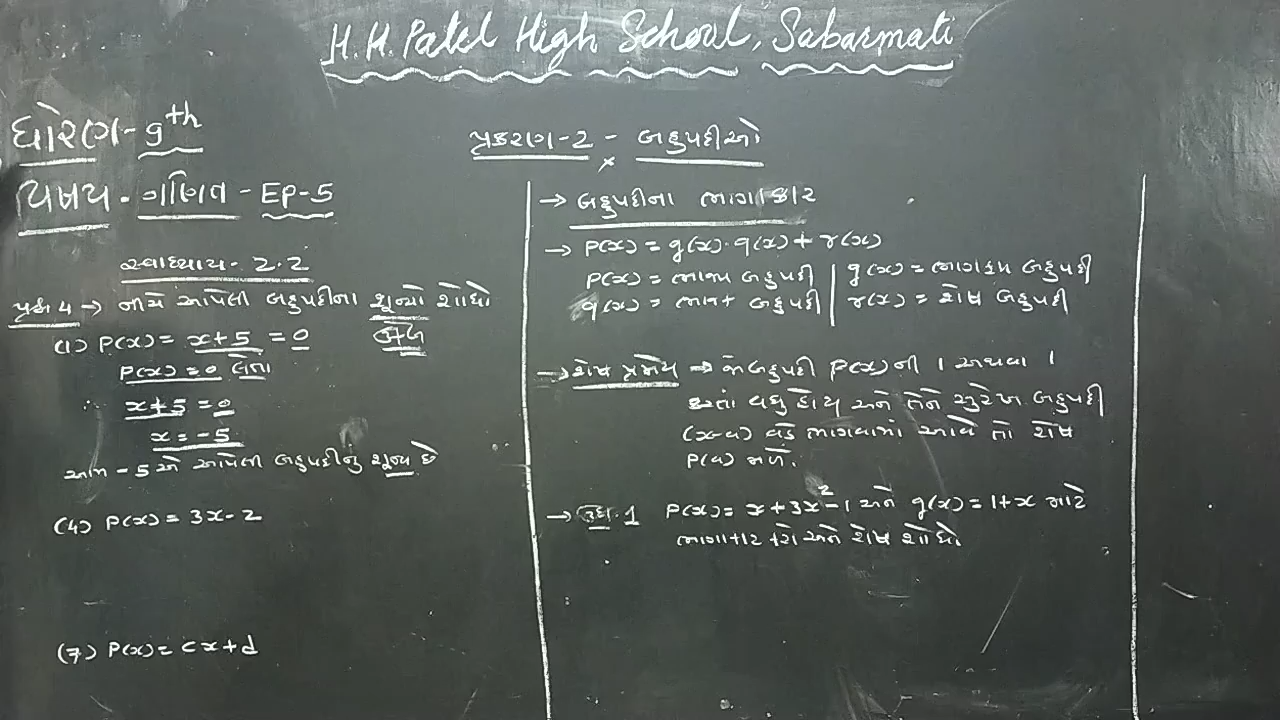 H.H.Patel High School, Sabarmati
ધોરણ-9th
વિષય - ગણિત - EP-5
પ્રકરણ-2 - બહુપદીઓ
સ્વાધ્યાય - 2.2
પ્રશ્ન 4 → નીચે આપેલી બહુપદીના શૂન્યો શોધો
(1) P(x) = x+5 = 0
P(x)=0 લેતા
∴ x+5 = 0
x = -5
આમ -5 એ આપેલી બહુપદીનું શૂન્ય છે
(4) P(x) = 3x-2
(7) P(x) = cx+d
→ બહુપદીના ભાગાકાર
→ P(x) = g(x)·q(x) + r(x)
P(x) = ભાજ્ય બહુપદી | g(x) = ભાજક બહુપદી
q(x) = ભાગફળ બહુપદી | r(x) = શેષ બહુપદી
→ શેષ પ્રમેય → જો બહુપદી P(x) ની 1 અથવા 1
કરતાં વધુ હોય અને તેને સુરેખ બહુપદી
(x-a) વડે ભાગવામાં આવે તો શેષ
P(a) મળે.
→ ઉદા. 1 P(x) = x+3x²-1 અને g(x) = 1+x માટે
ભાગાકાર કરો અને શેષ શોધો.